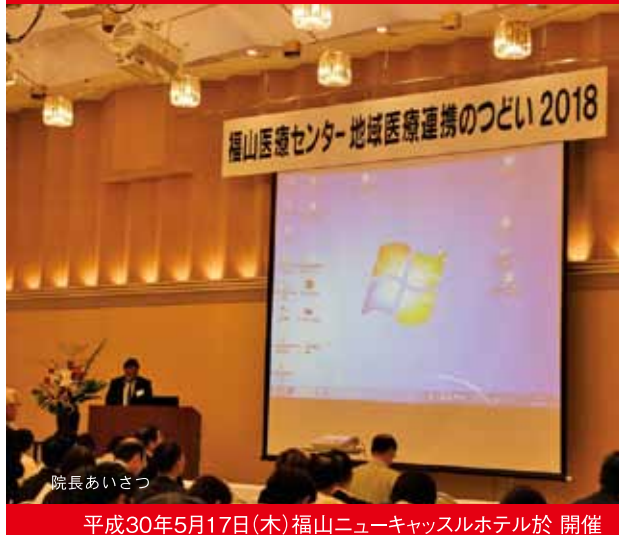 福山医療センター 地域医療連携のつどい 2018
院長あいさつ
平成30年5月17日(木)福山ニューキャッスルホテル於 開催